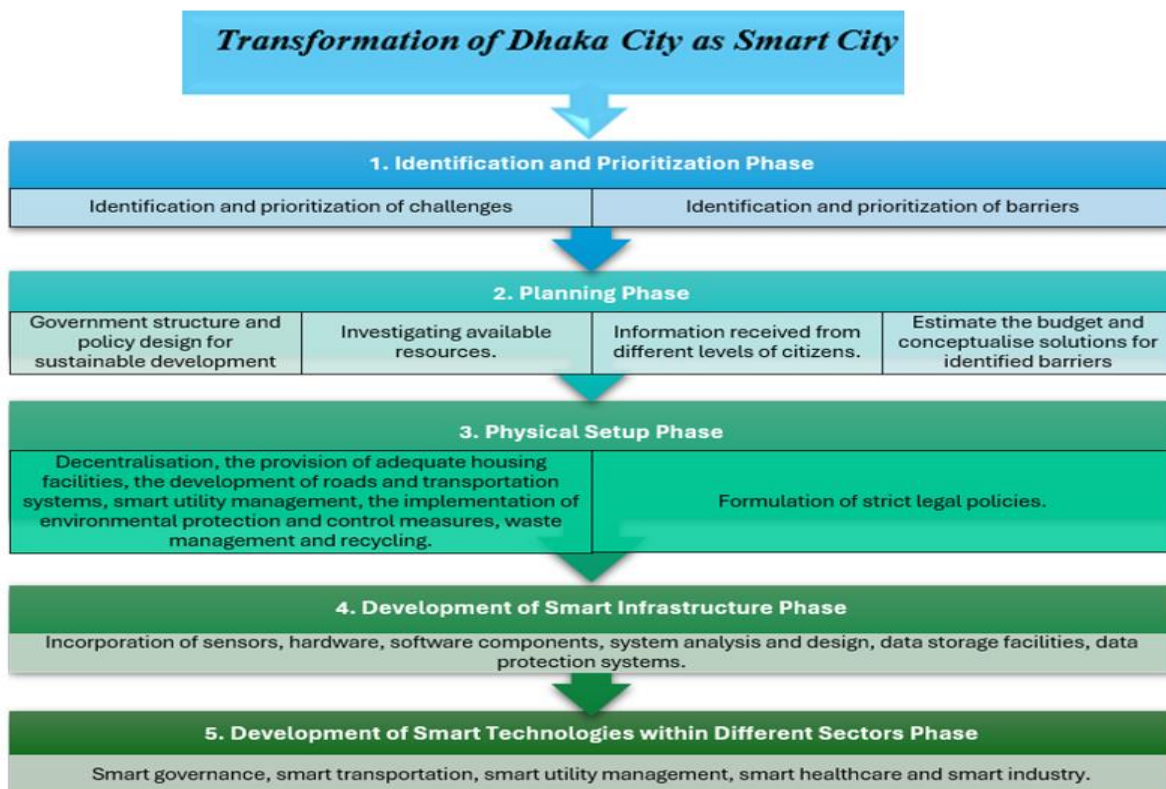 Transformation of Dhaka City as Smart City
1. Identification and Prioritization Phase
Identification and prioritization of challenges
Identification and prioritization of barriers
2. Planning Phase
Government structure and
policy design for
sustainable development
Investigating available
resources.
Information received from
different levels of citizens.
Estimate the budget and
conceptualise solutions for
identified barriers
3. Physical Setup Phase
Decentralisation, the provision of adequate housing
facilities, the development of roads and transportation
systems, smart utility management, the implementation of
environmental protection and control measures, waste
management and recycling.
Formulation of strict legal policies.
4. Development of Smart Infrastructure Phase
Incorporation of sensors, hardware, software components, system analysis and design, data storage facilities, data
protection systems.
5. Development of Smart Technologies within Different Sectors Phase
Smart governance, smart transportation, smart utility management, smart healthcare and smart industry.